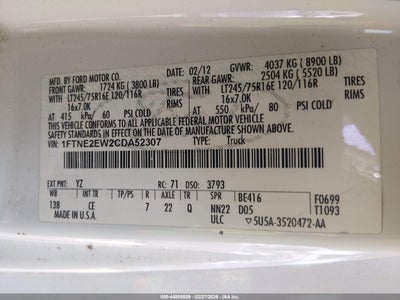 MFD. BY FORD MOTOR CO.
02/12 GVWR: 4037 KG ( 8900 LB)
FRONT GAWR: 1724 KG ( 3800 LB) REAR GAWR: 2504 KG ( 5520 LB)
WITH LT245/75R16E 120/116R TIRES WITH LT245/75R16E 120/116R TIRES
16x7.0K RIMS 16x7.0K RIMS
AT 415 kPa/ 60 PSI COLD AT 550 kPa/ 80 PSI COLD
THIS VEHICLE CONFORMS TO ALL APPLICABLE FEDERAL MOTOR VEHICLE
SAFETY STANDARDS IN EFFECT ON THE DATE OF MANUFACTURE SHOWN ABOVE.
VIN: 1FTNE2EW2CDA52307 TYPE: Truck
EXT PNT: YZ RC: 71 DSO: 3793
WB INT TR TP/PS R AXLE TR SPR BE416 F0699
138 CE 7 22 Q NN22 D05 T1093
MADE IN U.S.A. ULC 5U5A-3520472-AA